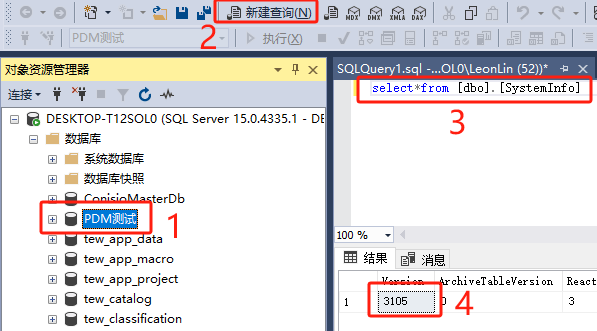 新建查询(N)
MDX
DMX
XMLA
DAX
2
PDM测试
执行(X)
对象资源管理器
连接
DESKTOP-T12SOL0 (SQL Server 15.0.4335.1 - DE
数据库
系统数据库
数据库快照
ConisioMasterDb
PDM测试
1
tew_app_data
tew_app_macro
tew_app_project
tew_catalog
tew_classification
SQLQuery1.sql -...OL0\LeonLin (52))*
select*from [dbo].[SystemInfo]
3
100 %
结果
消息
Version ArchiveTableVersion React
1 3105 0 3
4